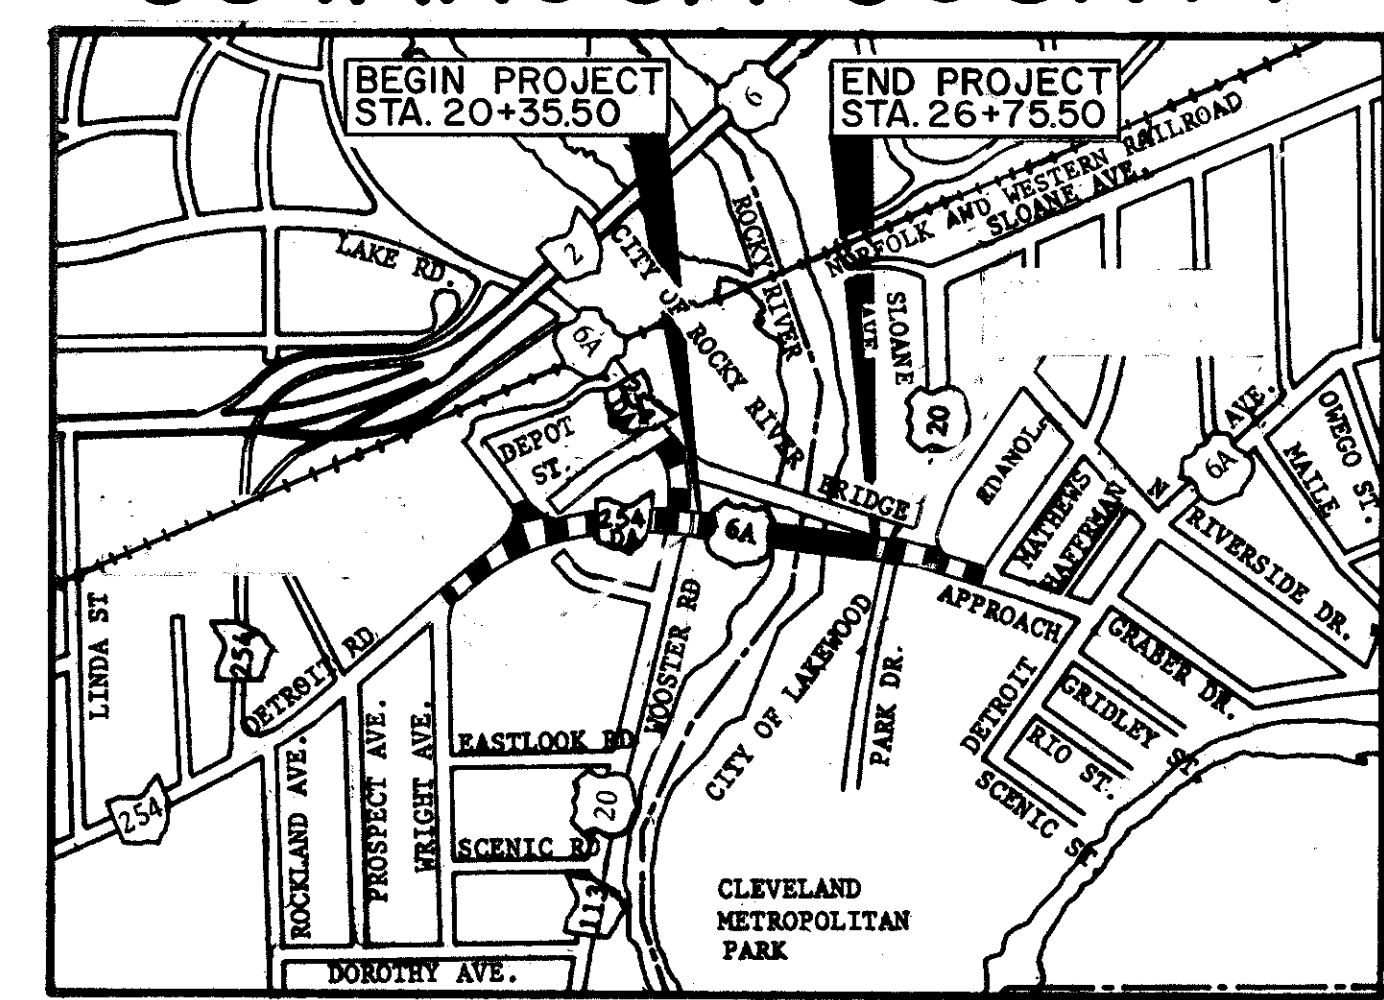 BEGIN PROJECT
STA. 20+35.50
END PROJECT
STA. 26+75.50
6
NORFOLK AND WESTERN RAILROAD
SLOANE AVE.
ROCKY RIVER
2
CITY OF ROCKY RIVER
LAKE RD.
SLOANE
AVE
6A
254
DA
20
DEPOT
ST.
BRIDGE
EDANOLA
AVE.
6A
OWEGO ST.
MAILE
MATHEWS
HAFFERMAN
N
RIVERSIDE DR.
254
DA
6A
LINDA ST
254
DETROIT RD
WOOSTER RD
CITY OF LAKEWOOD
PARK DR.
APPROACH
DETROIT
GRABER DR.
GRIDLEY ST.
RIO ST.
SCENIC ST
ROCKLAND AVE.
PROSPECT AVE.
WRIGHT AVE.
EASTLOOK RD
20
254
SCENIC RD
113
CLEVELAND
METROPOLITAN
PARK
DOROTHY AVE.